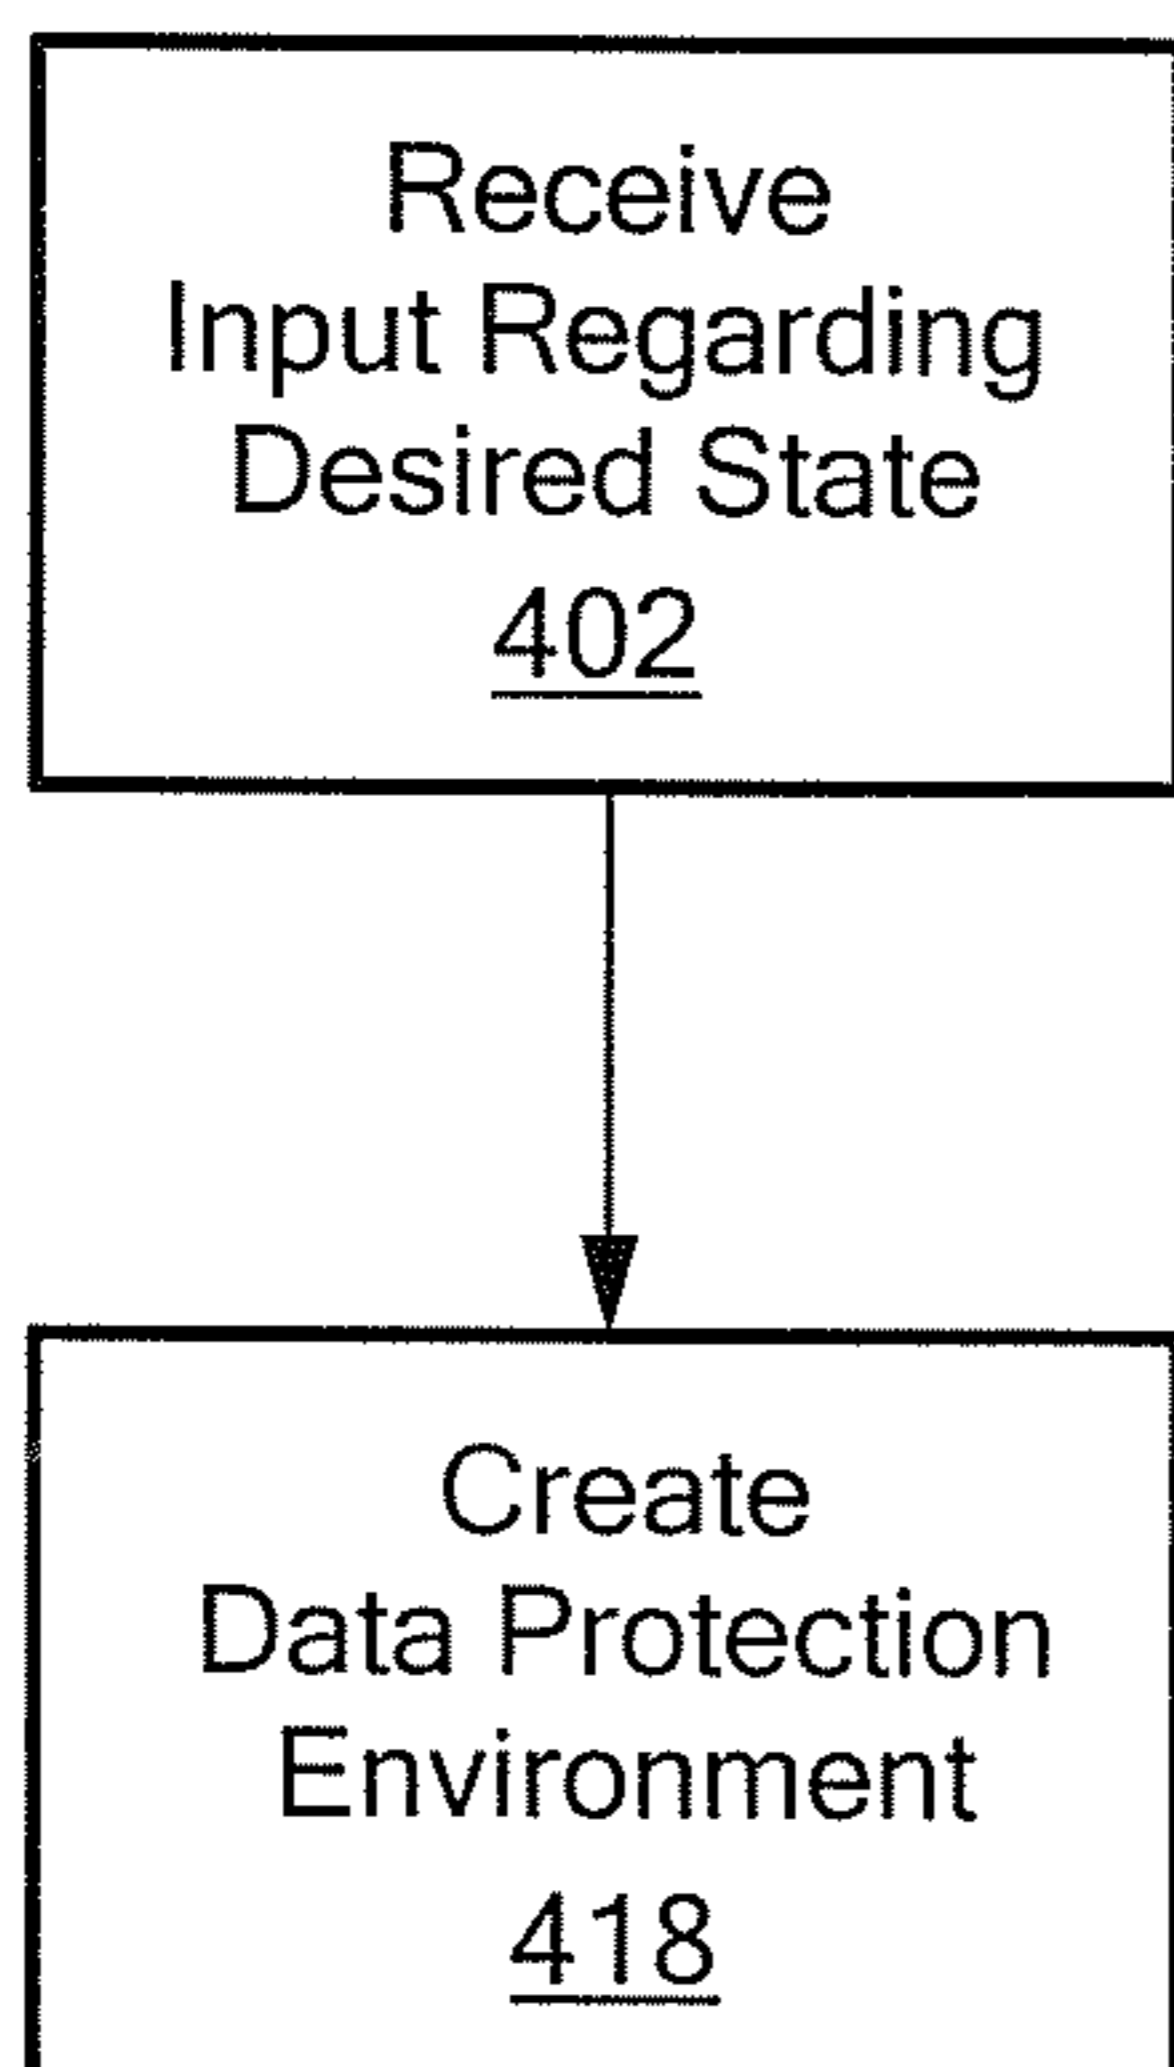 Receive
Input Regarding
Desired State
402
Create
Data Protection
Environment
418